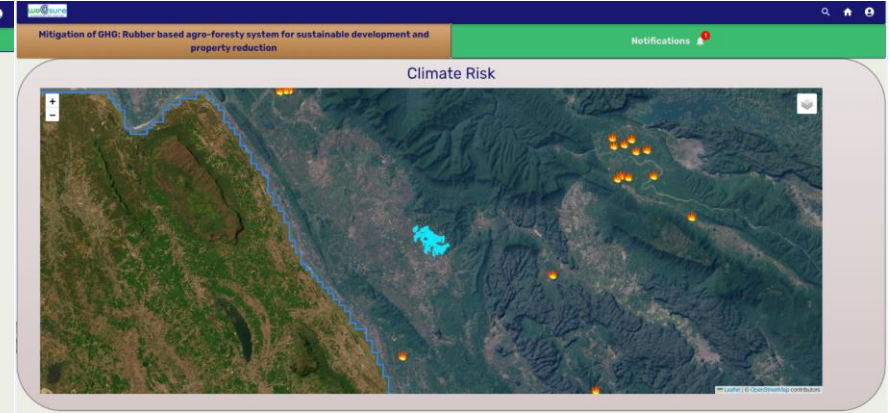 weQsure
Mitigation of GHG: Rubber based agro-foresty system for sustainable development and
property reduction
Notifications
1
Climate Risk
+
−
Leaflet | © OpenStreetMap contributors